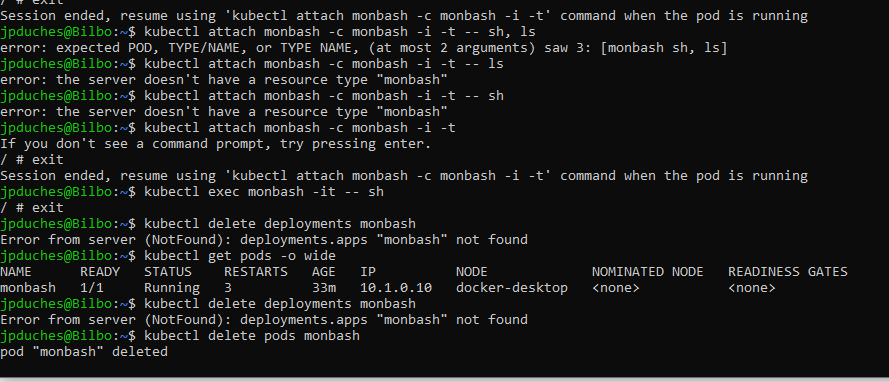 / # exit
Session ended, resume using 'kubectl attach monbash -c monbash -i -t' command when the pod is running
jpduches@Bilbo:~$ kubectl attach monbash -c monbash -i -t -- sh, ls
error: expected POD, TYPE/NAME, or TYPE NAME, (at most 2 arguments) saw 3: [monbash sh, ls]
jpduches@Bilbo:~$ kubectl attach monbash -c monbash -i -t -- ls
error: the server doesn't have a resource type "monbash"
jpduches@Bilbo:~$ kubectl attach monbash -c monbash -i -t -- sh
error: the server doesn't have a resource type "monbash"
jpduches@Bilbo:~$ kubectl attach monbash -c monbash -i -t
If you don't see a command prompt, try pressing enter.
/ # exit
Session ended, resume using 'kubectl attach monbash -c monbash -i -t' command when the pod is running
jpduches@Bilbo:~$ kubectl exec monbash -it -- sh
/ # exit
jpduches@Bilbo:~$ kubectl delete deployments monbash
Error from server (NotFound): deployments.apps "monbash" not found
jpduches@Bilbo:~$ kubectl get pods -o wide
NAME      READY   STATUS    RESTARTS   AGE   IP          NODE             NOMINATED NODE   READINESS GATES
monbash   1/1     Running   3          33m   10.1.0.10   docker-desktop   <none>           <none>
jpduches@Bilbo:~$ kubectl delete deployments monbash
Error from server (NotFound): deployments.apps "monbash" not found
jpduches@Bilbo:~$ kubectl delete pods monbash
pod "monbash" deleted